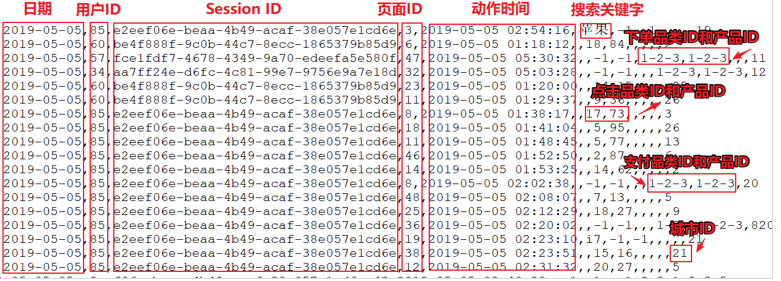 日期 用户ID Session ID 页面ID 动作时间 搜索关键字
2019-05-05,85,e2eef06e-beaa-4b49-acaf-38e057e1cd6e,3,2019-05-05 02:54:16,苹果
下单品类ID和产品ID
2019-05-05,60,be4f888f-9c0b-44c7-8ecc-1865379b85d9,6,2019-05-05 01:18:12,,18,84
2019-05-05,57,fce1fdf7-4678-4349-9a70-edeefa5e580f,47,2019-05-05 05:30:32,,-1,-1,1-2-3,1-2-3,,,11
2019-05-05,34,aa7ff24e-d6fc-4c81-99e7-9756e9a7e18d,32,2019-05-05 05:03:28,,-1,-1,,,1-2-3,1-2-3,12
2019-05-05,60,be4f888f-9c0b-44c7-8ecc-1865379b85d9,23,2019-05-05 01:20:00
点击品类ID和产品ID
2019-05-05,60,be4f888f-9c0b-44c7-8ecc-1865379b85d9,11,2019-05-05 01:29:37
2019-05-05,85,e2eef06e-beaa-4b49-acaf-38e057e1cd6e,8,2019-05-05 01:38:17,,17,73,,,,,3
2019-05-05,85,e2eef06e-beaa-4b49-acaf-38e057e1cd6e,18,2019-05-05 01:41:04,,5,95,,,,,26
2019-05-05,85,e2eef06e-beaa-4b49-acaf-38e057e1cd6e,11,2019-05-05 01:48:45,,5,77,,,,,13
2019-05-05,85,e2eef06e-beaa-4b49-acaf-38e057e1cd6e,46,2019-05-05 01:52:50,,2,87
支付品类ID和产品ID
2019-05-05,85,e2eef06e-beaa-4b49-acaf-38e057e1cd6e,14,2019-05-05 01:53:25,,14,62
2019-05-05,85,e2eef06e-beaa-4b49-acaf-38e057e1cd6e,8,2019-05-05 02:02:38,,-1,-1,,,1-2-3,1-2-3,20
2019-05-05,85,e2eef06e-beaa-4b49-acaf-38e057e1cd6e,48,2019-05-05 02:08:07,,7,13,,,,,5
2019-05-05,85,e2eef06e-beaa-4b49-acaf-38e057e1cd6e,25,2019-05-05 02:12:29,,18,27,,,,,9
城市ID
2019-05-05,85,e2eef06e-beaa-4b49-acaf-38e057e1cd6e,36,2019-05-05 02:20:02,,-1,-1
2019-05-05,85,e2eef06e-beaa-4b49-acaf-38e057e1cd6e,19,2019-05-05 02:23:10,i7,-1,-1
2019-05-05,85,e2eef06e-beaa-4b49-acaf-38e057e1cd6e,38,2019-05-05 02:23:51,,15,16,,,,,21
2019-05-05,85,e2eef06e-beaa-4b49-acaf-38e057e1cd6e,12,2019-05-05 02:31:32,,20,27,,,,,5